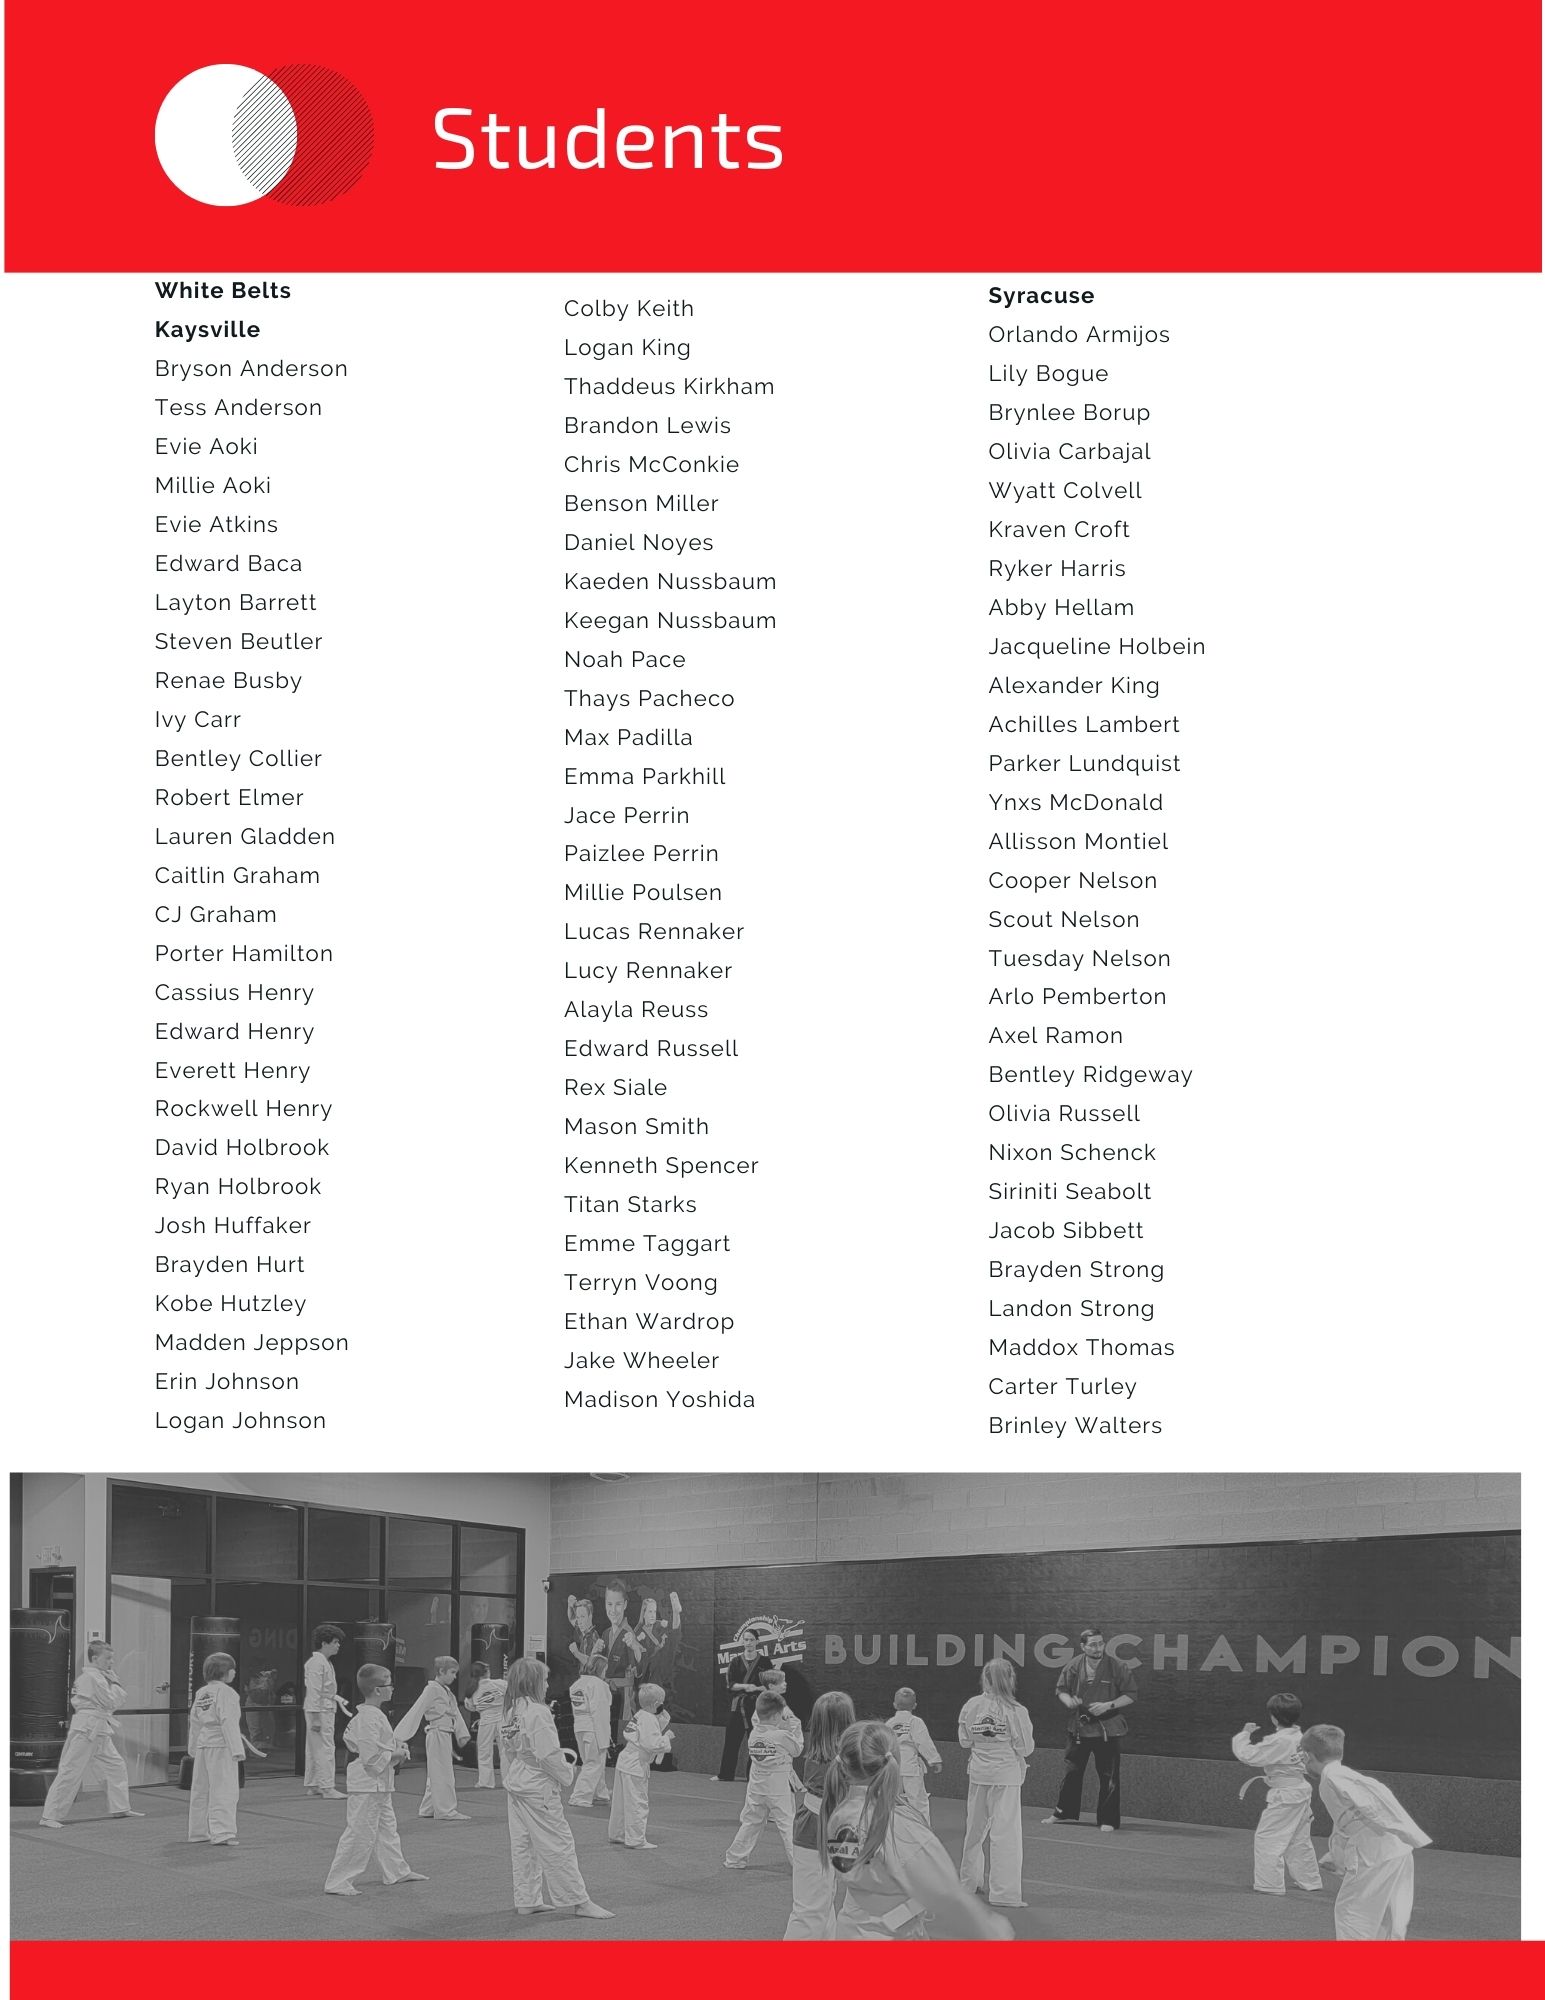 Students
White Belts
Kaysville
Bryson Anderson
Tess Anderson
Evie Aoki
Millie Aoki
Evie Atkins
Edward Baca
Layton Barrett
Steven Beutler
Renae Busby
Ivy Carr
Bentley Collier
Robert Elmer
Lauren Gladden
Caitlin Graham
CJ Graham
Porter Hamilton
Cassius Henry
Edward Henry
Everett Henry
Rockwell Henry
David Holbrook
Ryan Holbrook
Josh Huffaker
Brayden Hurt
Kobe Hutzley
Madden Jeppson
Erin Johnson
Logan Johnson
Colby Keith
Logan King
Thaddeus Kirkham
Brandon Lewis
Chris McConkie
Benson Miller
Daniel Noyes
Kaeden Nussbaum
Keegan Nussbaum
Noah Pace
Thays Pacheco
Max Padilla
Emma Parkhill
Jace Perrin
Paizlee Perrin
Millie Poulsen
Lucas Rennaker
Lucy Rennaker
Alayla Reuss
Edward Russell
Rex Siale
Mason Smith
Kenneth Spencer
Titan Starks
Emme Taggart
Terryn Voong
Ethan Wardrop
Jake Wheeler
Madison Yoshida
Syracuse
Orlando Armijos
Lily Bogue
Brynlee Borup
Olivia Carbajal
Wyatt Colvell
Kraven Croft
Ryker Harris
Abby Hellam
Jacqueline Holbein
Alexander King
Achilles Lambert
Parker Lundquist
Ynxs McDonald
Allisson Montiel
Cooper Nelson
Scout Nelson
Tuesday Nelson
Arlo Pemberton
Axel Ramon
Bentley Ridgeway
Olivia Russell
Nixon Schenck
Siriniti Seabolt
Jacob Sibbett
Brayden Strong
Landon Strong
Maddox Thomas
Carter Turley
Brinley Walters
Championship
Martial Arts
BUILDING CHAMPION